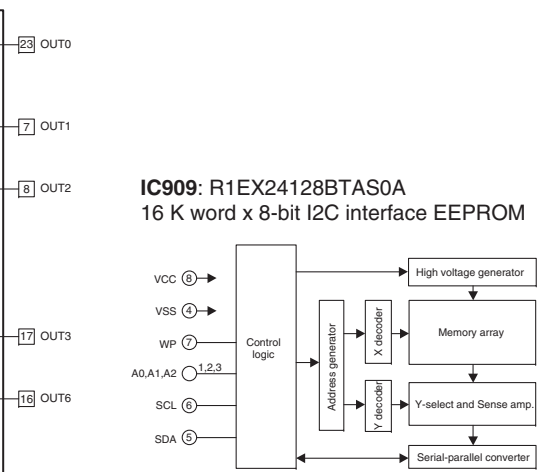 23 OUT0
7 OUT1
8 OUT2
17 OUT3
16 OUT6
IC909: R1EX24128BTAS0A
16 K word x 8-bit I2C interface EEPROM
VCC 8
VSS 4
WP 7
A0,A1,A2 1,2,3
SCL 6
SDA 5
Control
logic
Address generator
X decoder
Y decoder
High voltage generator
Memory array
Y-select and Sense amp.
Serial-parallel converter